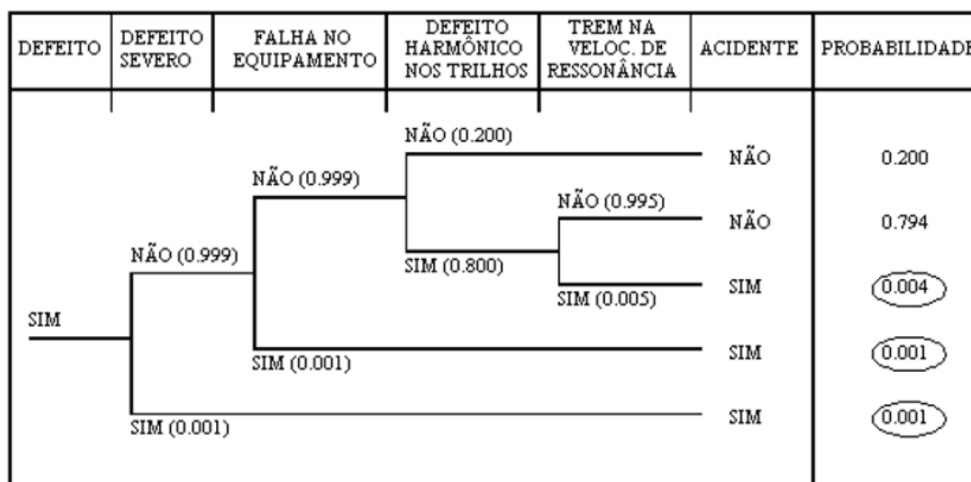 DEFEITO
DEFEITO
SEVERO
FALHA NO
EQUIPAMENTO
DEFEITO
HARMÔNICO
NOS TRILHOS
TREM NA
VELOC. DE
RESSONÂNCIA
ACIDENTE
PROBABILIDADE
NÃO (0.200)
NÃO
0.200
NÃO (0.999)
NÃO (0.995)
NÃO
0.794
NÃO (0.999)
SIM (0.800)
SIM
0.004
SIM (0.005)
SIM
SIM (0.001)
SIM
0.001
SIM (0.001)
SIM
0.001